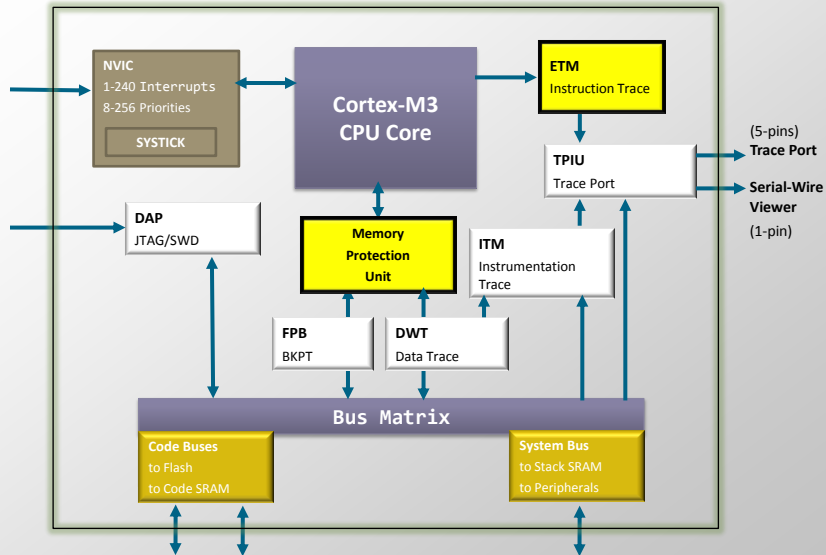 NVIC
1-240 Interrupts
8-256 Priorities
SYSTICK
Cortex-M3
CPU Core
ETM
Instruction Trace
(5-pins)
Trace Port
TPIU
Trace Port
Serial-Wire
Viewer
(1-pin)
DAP
JTAG/SWD
Memory
Protection
Unit
ITM
Instrumentation
Trace
FPB
BKPT
DWT
Data Trace
Bus Matrix
Code Buses
to Flash
to Code SRAM
System Bus
to Stack SRAM
to Peripherals